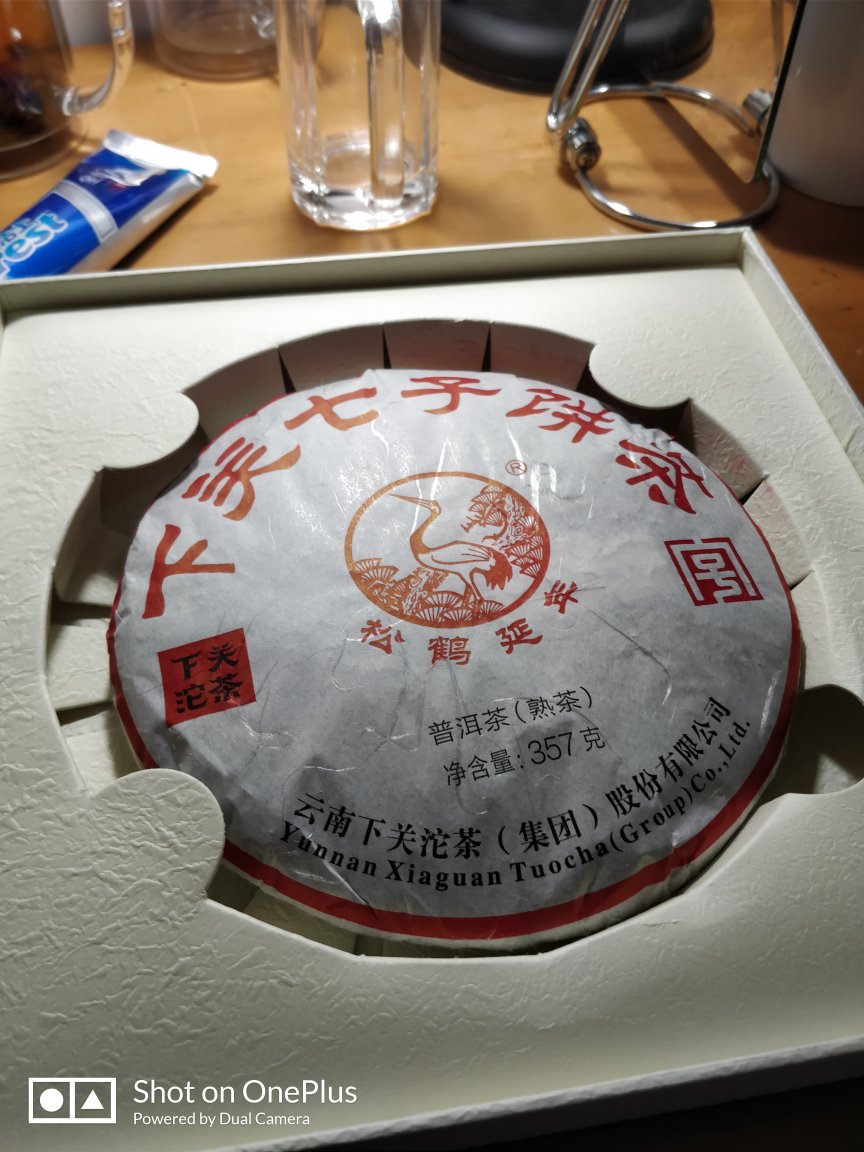 下关七子饼茶
®
松鹤延年
下关
沱茶
普洱茶(熟茶)
净含量:357克
云南下关沱茶(集团)股份有限公司
Yunnan Xiaguan Tuocha(Group)Co.,Ltd.
rest
Shot on OnePlus
Powered by Dual Camera